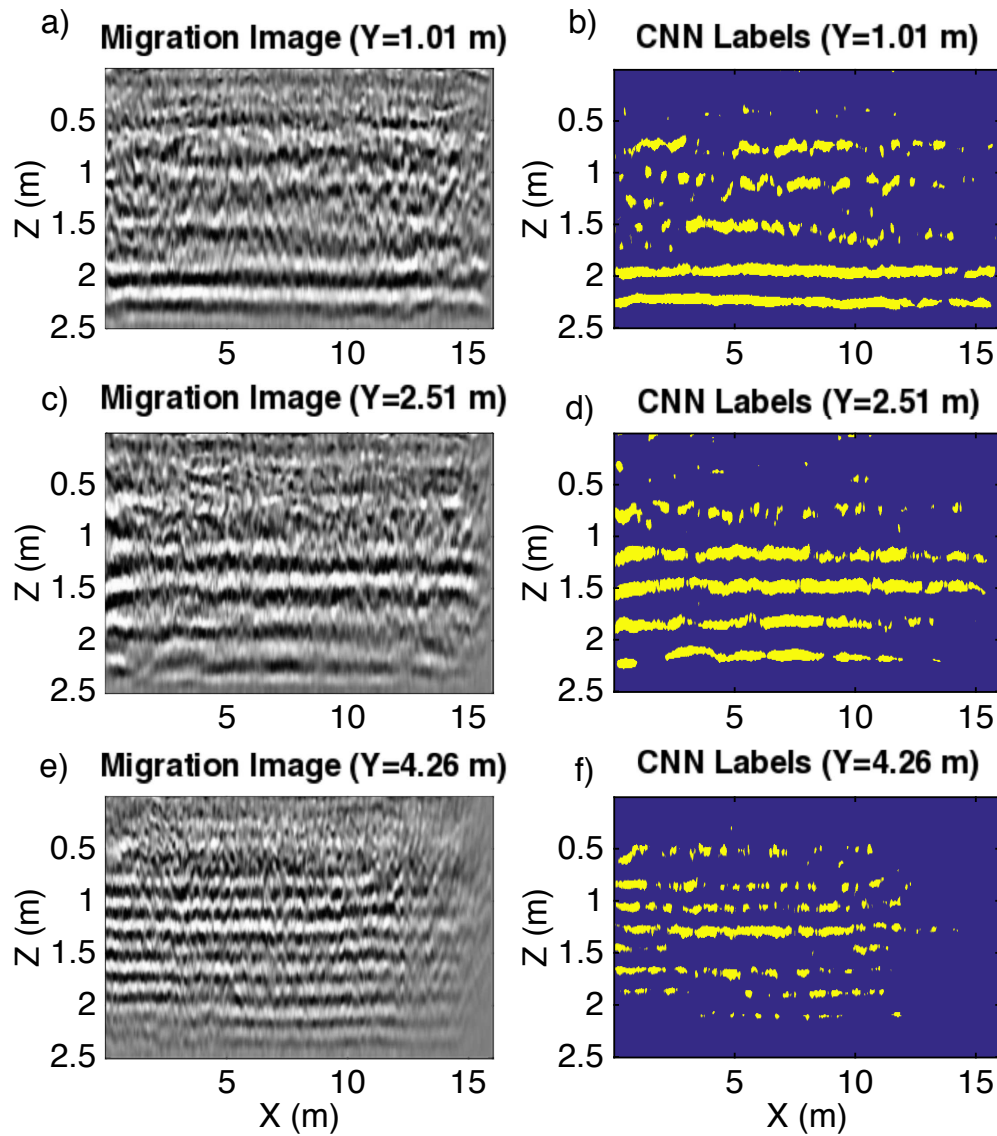 a)
Migration Image (Y=1.01 m)
b)
CNN Labels (Y=1.01 m)
Z (m)
0.5
1
1.5
2
2.5
5
10
15
Z (m)
0.5
1
1.5
2
2.5
5
10
15
c)
Migration Image (Y=2.51 m)
d)
CNN Labels (Y=2.51 m)
Z (m)
0.5
1
1.5
2
2.5
5
10
15
Z (m)
0.5
1
1.5
2
2.5
5
10
15
e)
Migration Image (Y=4.26 m)
f)
CNN Labels (Y=4.26 m)
Z (m)
0.5
1
1.5
2
2.5
5
10
15
X (m)
Z (m)
0.5
1
1.5
2
2.5
5
10
15
X (m)